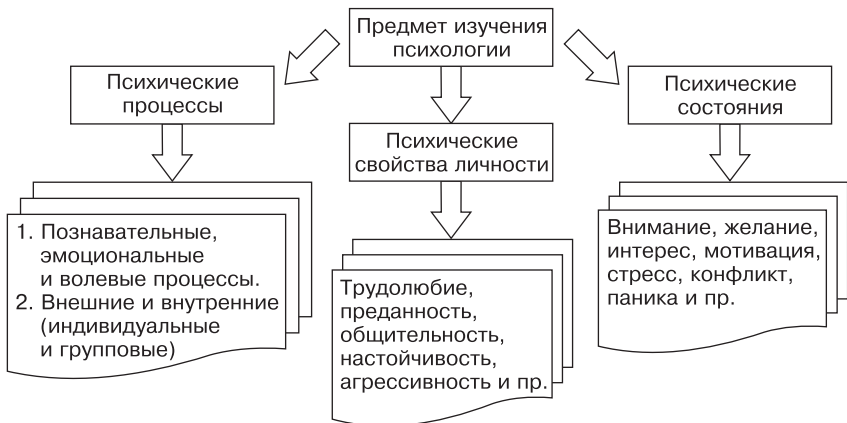 Предмет изучения
психологии
Психические
процессы
Психические
свойства личности
Психические
состояния
1. Познавательные,
эмоциональные
и волевые процессы.
2. Внешние и внутренние
(индивидуальные
и групповые)
Трудолюбие,
преданность,
общительность,
настойчивость,
агрессивность и пр.
Внимание, желание,
интерес, мотивация,
стресс, конфликт,
паника и пр.